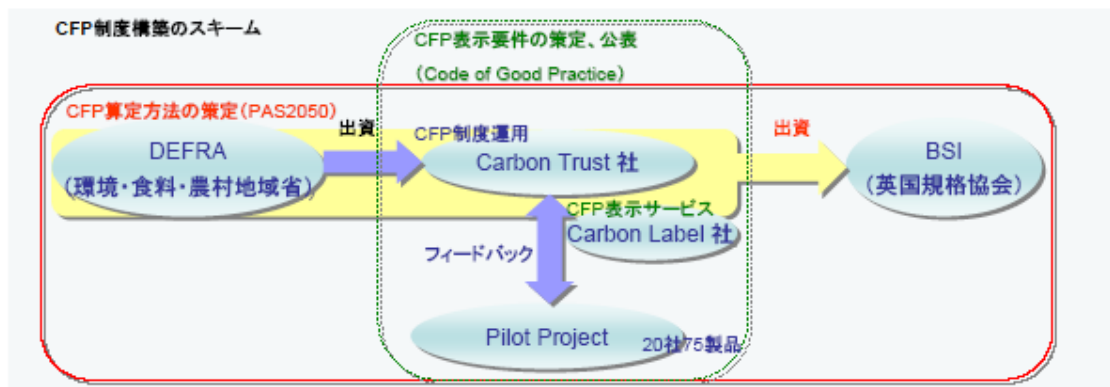 CFP制度構築のスキーム
CFP表示要件の策定、公表
(Code of Good Practice)
CFP算定方法の策定(PAS2050)
出資
CFP制度運用
出資
DEFRA
(環境・食料・農村地域省)
Carbon Trust 社
BSI
(英国規格協会)
CFP表示サービス
Carbon Label 社
フィードバック
Pilot Project
20社75製品